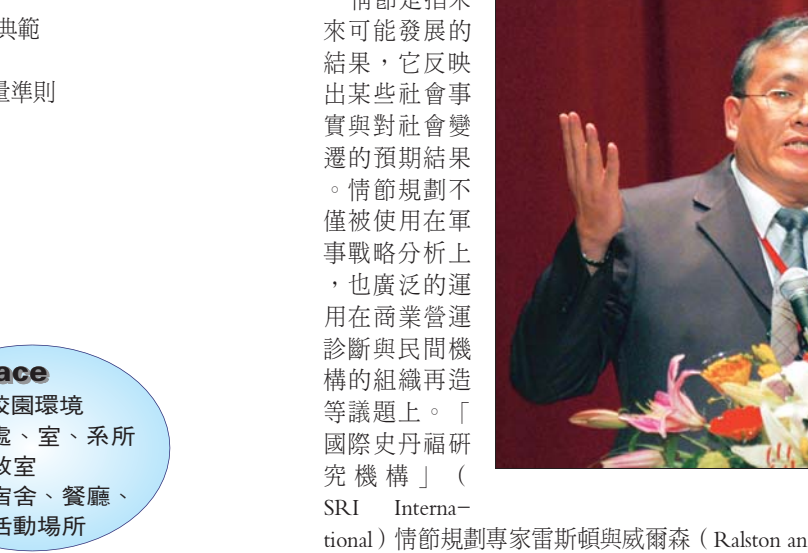 典範
量準則
ace
校園環境
處、室、系所
教室
宿舍、餐廳、
活動場所
情節是指未
來可能發展的
結果，它反映
出某些社會事
實與對社會變
遷的預期結果
。情節規劃不
僅被使用在軍
事戰略分析上
，也廣泛的運
用在商業營運
診斷與民間機
構的組織再造
等議題上。「
國際史丹福研
究機構」（
SRI Interna-
tional）情節規劃專家雷斯頓與威爾森（Ralston an